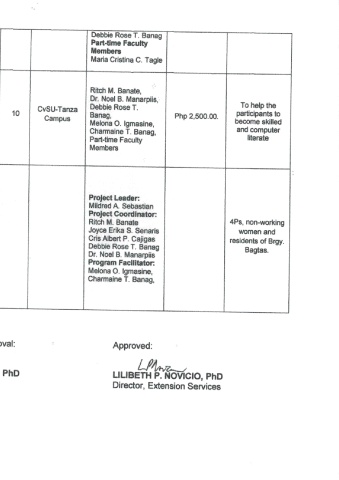 Debbie Rose T. Banag
Part-time Faculty
Members
Maria Cristina C. Tagle
10
CvSU-Tanza
Campus
Ritch M. Banate,
Dr. Noel B. Manarpiis,
Debbie Rose T.
Banag,
Melona O. Igmasine,
Charmaine T. Banag,
Part-time Faculty
Members
Php 2,500.00.
To help the
participants to
become skilled
and computer
literate
Project Leader:
Mildred A. Sebastian
Project Coordinator:
Ritch M. Banate
Joyce Erika S. Senaris
Cris Albert P. Cajigas
Debbie Rose T. Banag
Dr. Noel B. Manarpiis
Program Facilitator:
Melona O. Igmasine,
Charmaine T. Banag,
4Ps, non-working
women and
residents of Brgy.
Bagtas.
oval:
Approved:
PhD
LILIBETH P. NOVICIO, PhD
Director, Extension Services